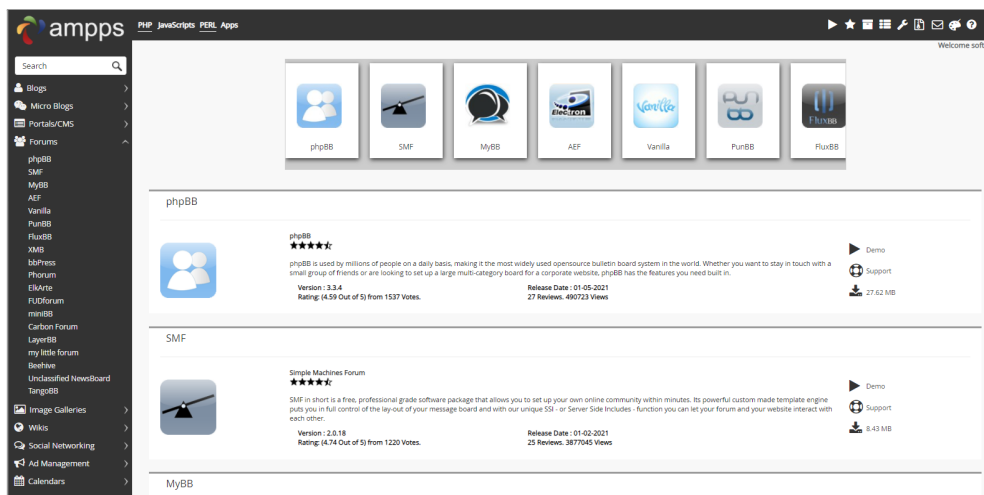 ampps
PHP JavaScripts PERL Apps
Welcome soft
Search
Blogs
Micro Blogs
Portals/CMS
Forums
phpBB
SMF
MyBB
AEF
Vanilla
PunBB
FluxBB
XMB
bbPress
Phorum
ElkArte
FUDforum
miniBB
Carbon Forum
LayerBB
my little forum
Beehive
Unclassified NewsBoard
TangoBB
Image Galleries
Wikis
Social Networking
Ad Management
Calendars
Electron
Vanilla
PUN
BB
FLUXBB
phpBB SMF MyBB AEF Vanilla PunBB FluxBB
phpBB
phpBB
phpBB is used by millions of people on a daily basis, making it the most widely used opensource bulletin board system in the world. Whether you want to stay in touch with a
small group of friends or are looking to set up a large multi-category board for a corporate website, phpBB has the features you need built in.
Version : 3.3.4 Release Date : 01-05-2021
Rating: (4.59 Out of 5) from 1537 Votes. 27 Reviews. 490723 Views
Demo
Support
27.62 MB
SMF
Simple Machines Forum
SMF in short is a free, professional grade software package that allows you to set up your own online community within minutes. Its powerful custom made template engine
puts you in full control of the lay-out of your message board and with our unique SSI - or Server Side Includes - function you can let your forum and your website interact with
each other.
Version : 2.0.18 Release Date : 01-02-2021
Rating: (4.74 Out of 5) from 1220 Votes. 25 Reviews. 3877045 Views
Demo
Support
8.43 MB
MyBB